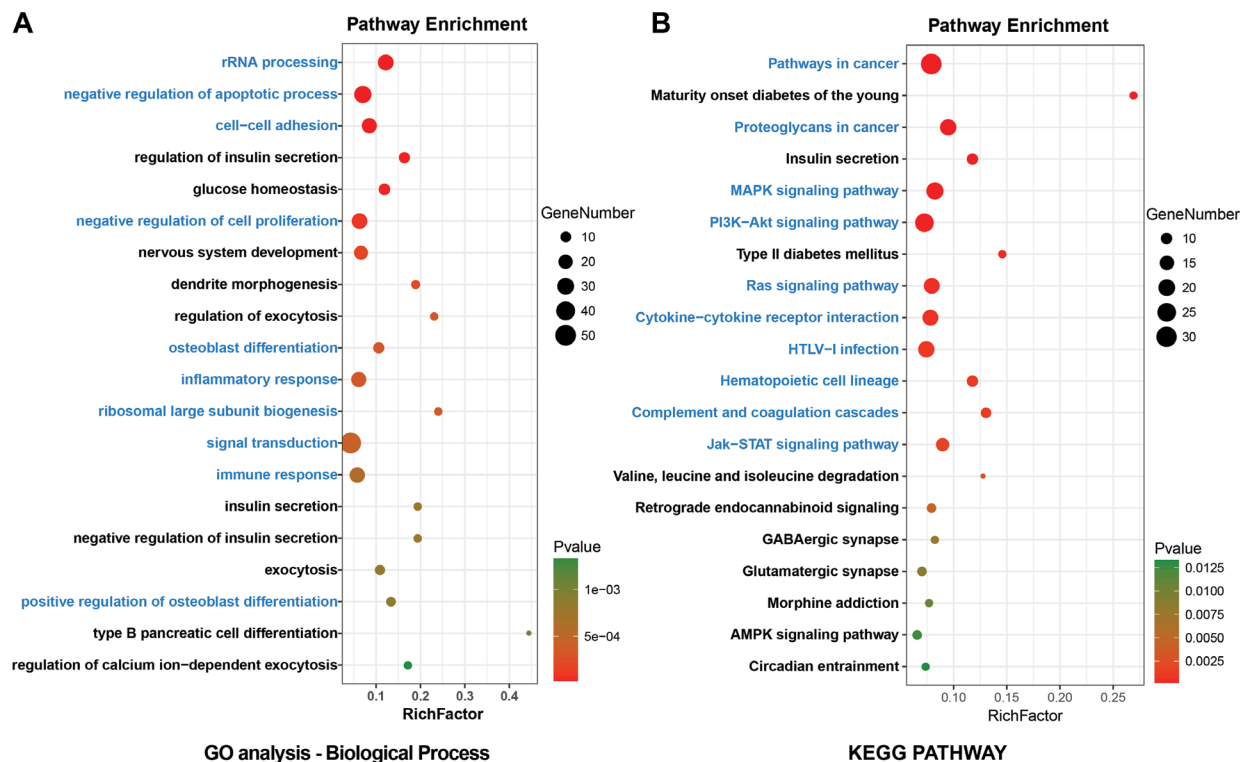 A
Pathway Enrichment
rRNA processing
negative regulation of apoptotic process
cell−cell adhesion
regulation of insulin secretion
glucose homeostasis
negative regulation of cell proliferation
nervous system development
dendrite morphogenesis
regulation of exocytosis
osteoblast differentiation
inflammatory response
ribosomal large subunit biogenesis
signal transduction
immune response
insulin secretion
negative regulation of insulin secretion
exocytosis
positive regulation of osteoblast differentiation
type B pancreatic cell differentiation
regulation of calcium ion−dependent exocytosis
0.1 0.2 0.3 0.4
RichFactor
GeneNumber
10
20
30
40
50
Pvalue
1e−03
5e−04
GO analysis - Biological Process
B
Pathway Enrichment
Pathways in cancer
Maturity onset diabetes of the young
Proteoglycans in cancer
Insulin secretion
MAPK signaling pathway
PI3K−Akt signaling pathway
Type II diabetes mellitus
Ras signaling pathway
Cytokine−cytokine receptor interaction
HTLV−I infection
Hematopoietic cell lineage
Complement and coagulation cascades
Jak−STAT signaling pathway
Valine, leucine and isoleucine degradation
Retrograde endocannabinoid signaling
GABAergic synapse
Glutamatergic synapse
Morphine addiction
AMPK signaling pathway
Circadian entrainment
0.10 0.15 0.20 0.25
RichFactor
GeneNumber
10
15
20
25
30
Pvalue
0.0125
0.0100
0.0075
0.0050
0.0025
KEGG PATHWAY